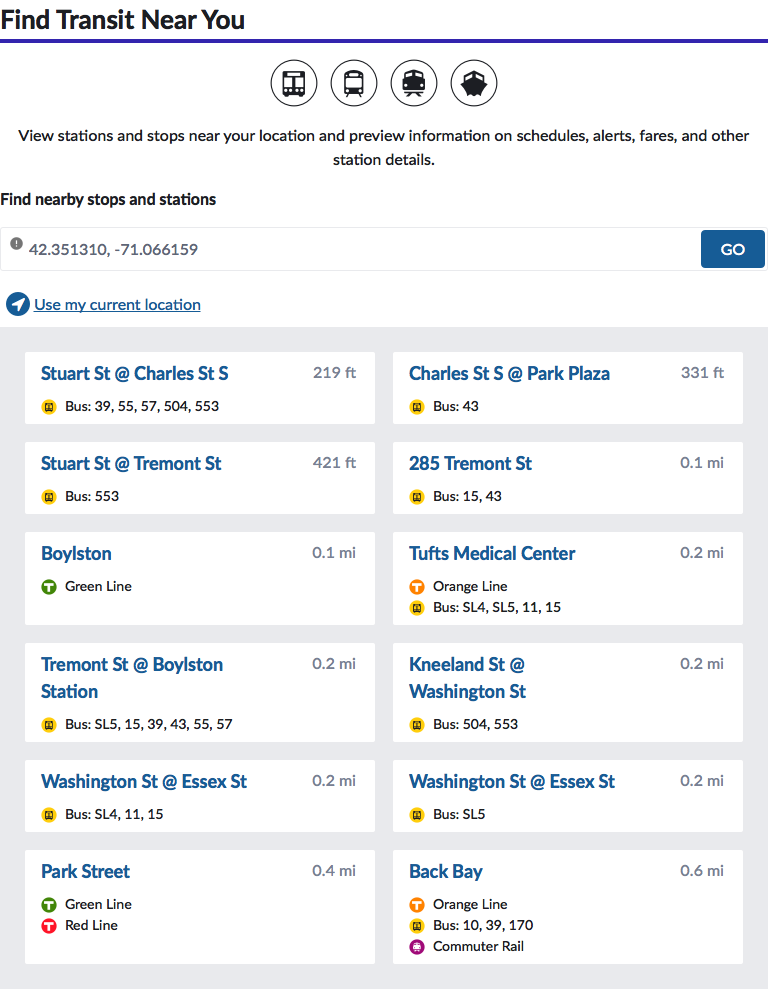 Find Transit Near You
View stations and stops near your location and preview information on schedules, alerts, fares, and other
station details.
Find nearby stops and stations
42.351310, -71.066159
GO
Use my current location
Stuart St @ Charles St S
219 ft
Bus: 39, 55, 57, 504, 553
Charles St S @ Park Plaza
331 ft
Bus: 43
Stuart St @ Tremont St
421 ft
Bus: 553
285 Tremont St
0.1 mi
Bus: 15, 43
Boylston
0.1 mi
T Green Line
Tufts Medical Center
0.2 mi
T Orange Line
Bus: SL4, SL5, 11, 15
Tremont St @ Boylston
Station
0.2 mi
Bus: SL5, 15, 39, 43, 55, 57
Kneeland St @
Washington St
0.2 mi
Bus: 504, 553
Washington St @ Essex St
0.2 mi
Bus: SL4, 11, 15
Washington St @ Essex St
0.2 mi
Bus: SL5
Park Street
0.4 mi
T Green Line
T Red Line
Back Bay
0.6 mi
T Orange Line
Bus: 10, 39, 170
Commuter Rail